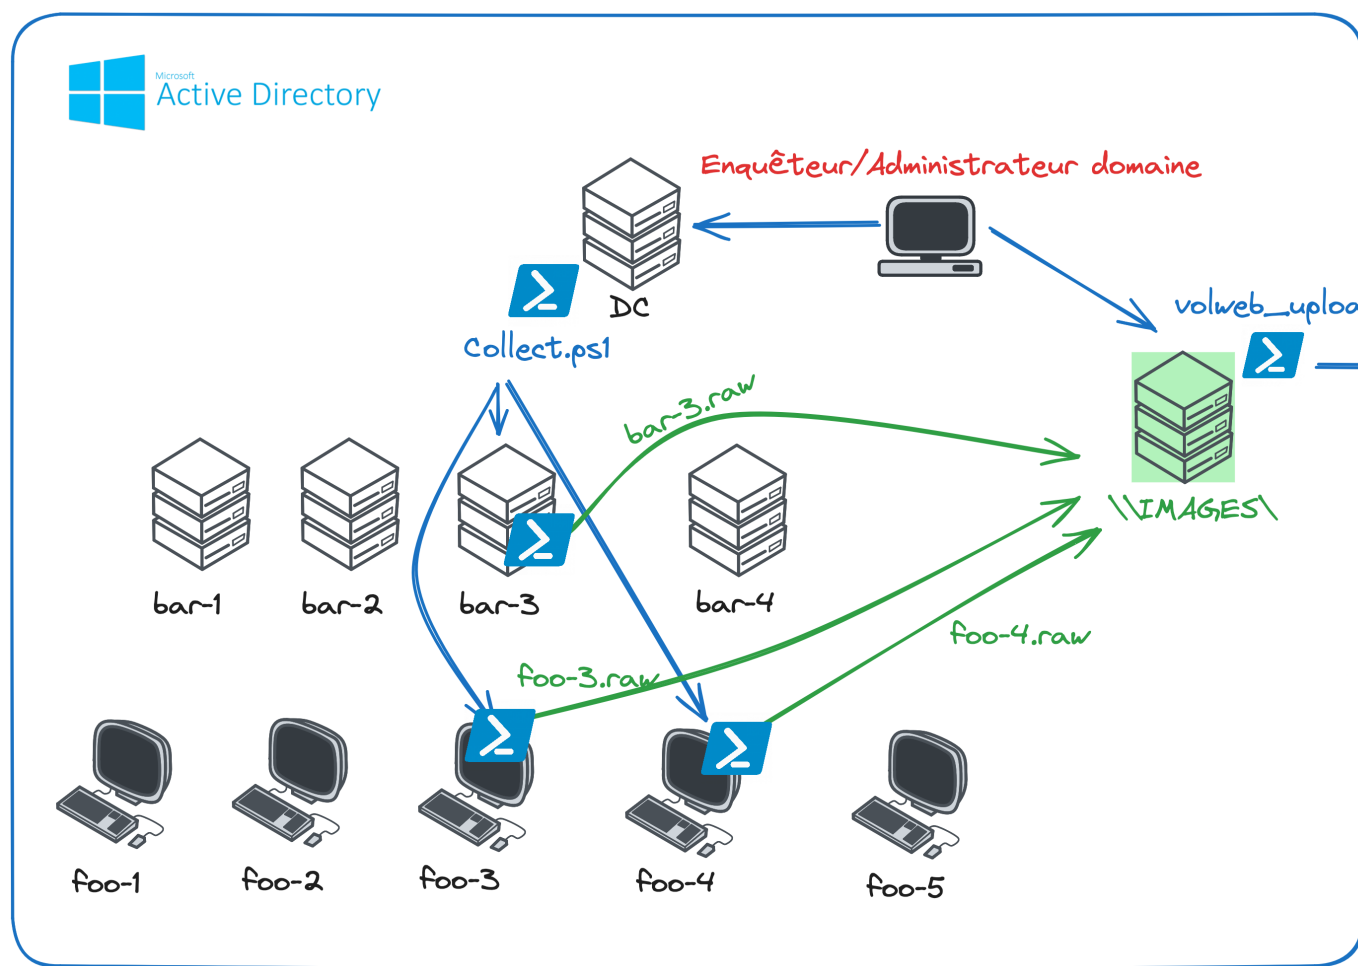 Microsoft
Active Directory
Enquêteur/Administrateur domaine
DC
Collect.ps1
volweb_uploa
bar-3.raw
\\IMAGES\
bar-1
bar-2
bar-3
bar-4
foo-4.raw
foo-3.raw
foo-1
foo-2
foo-3
foo-4
foo-5